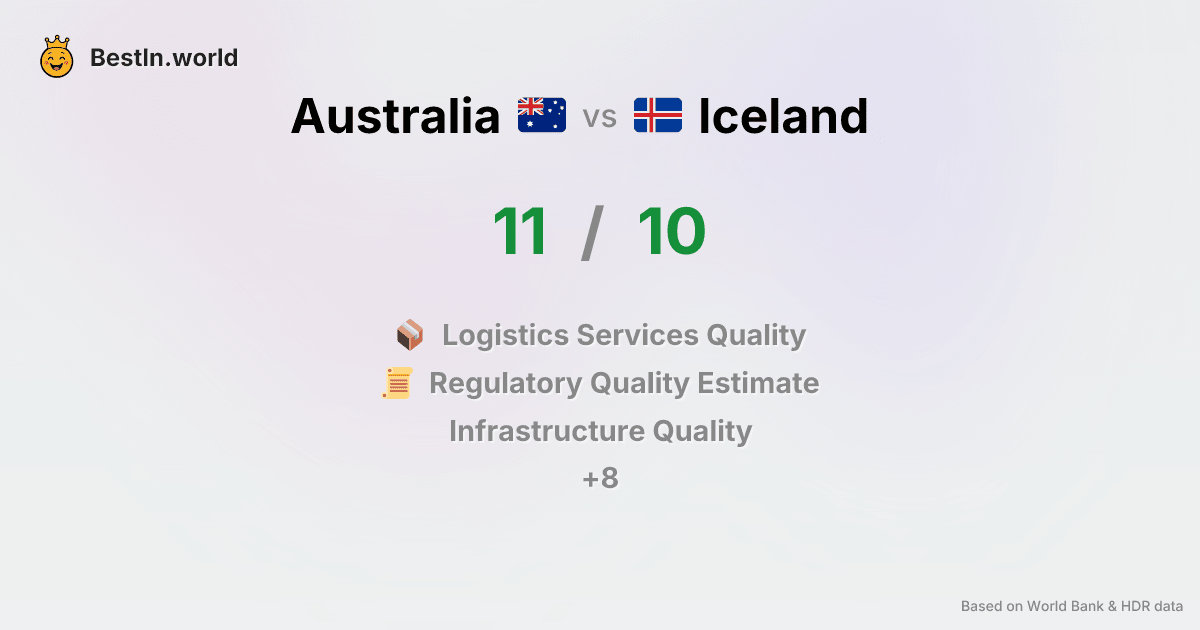 BestIn.world
Australia vs Iceland
11 / 10
Logistics Services Quality
Regulatory Quality Estimate
Infrastructure Quality
+8
Based on World Bank & HDR data